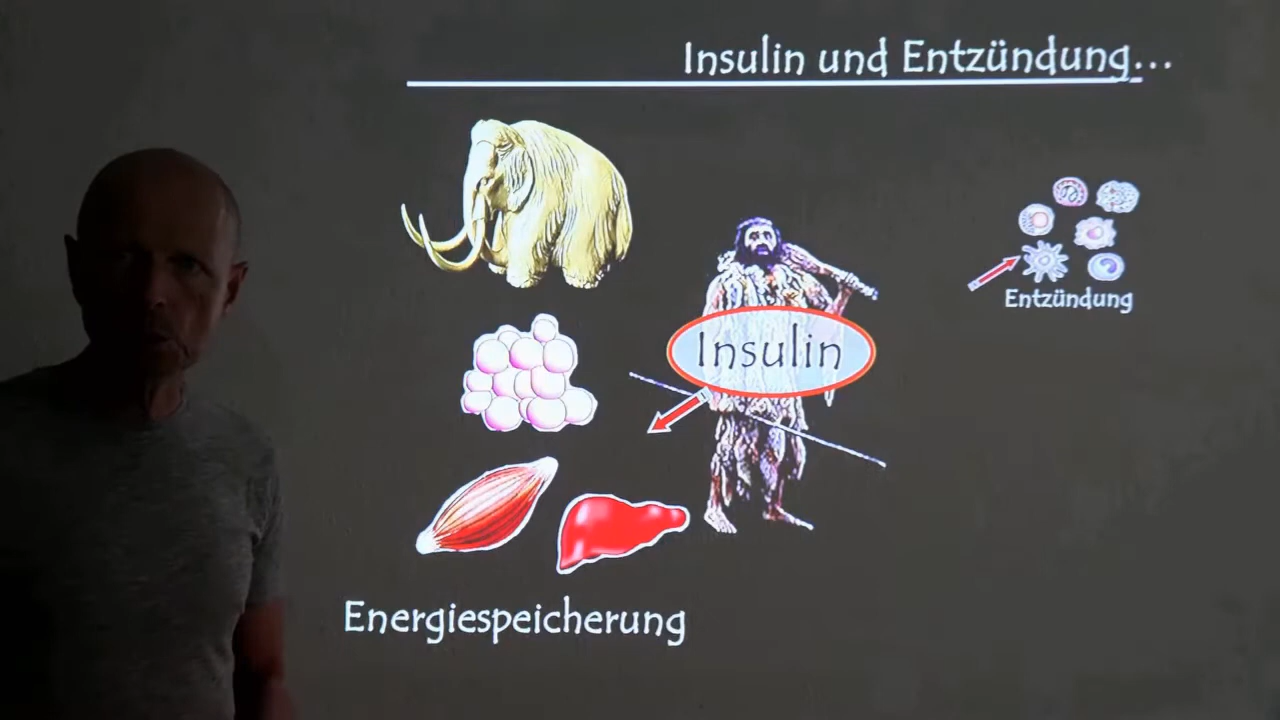 Insulin und Entzündung...
Entzündung
Insulin
Energiespeicherung